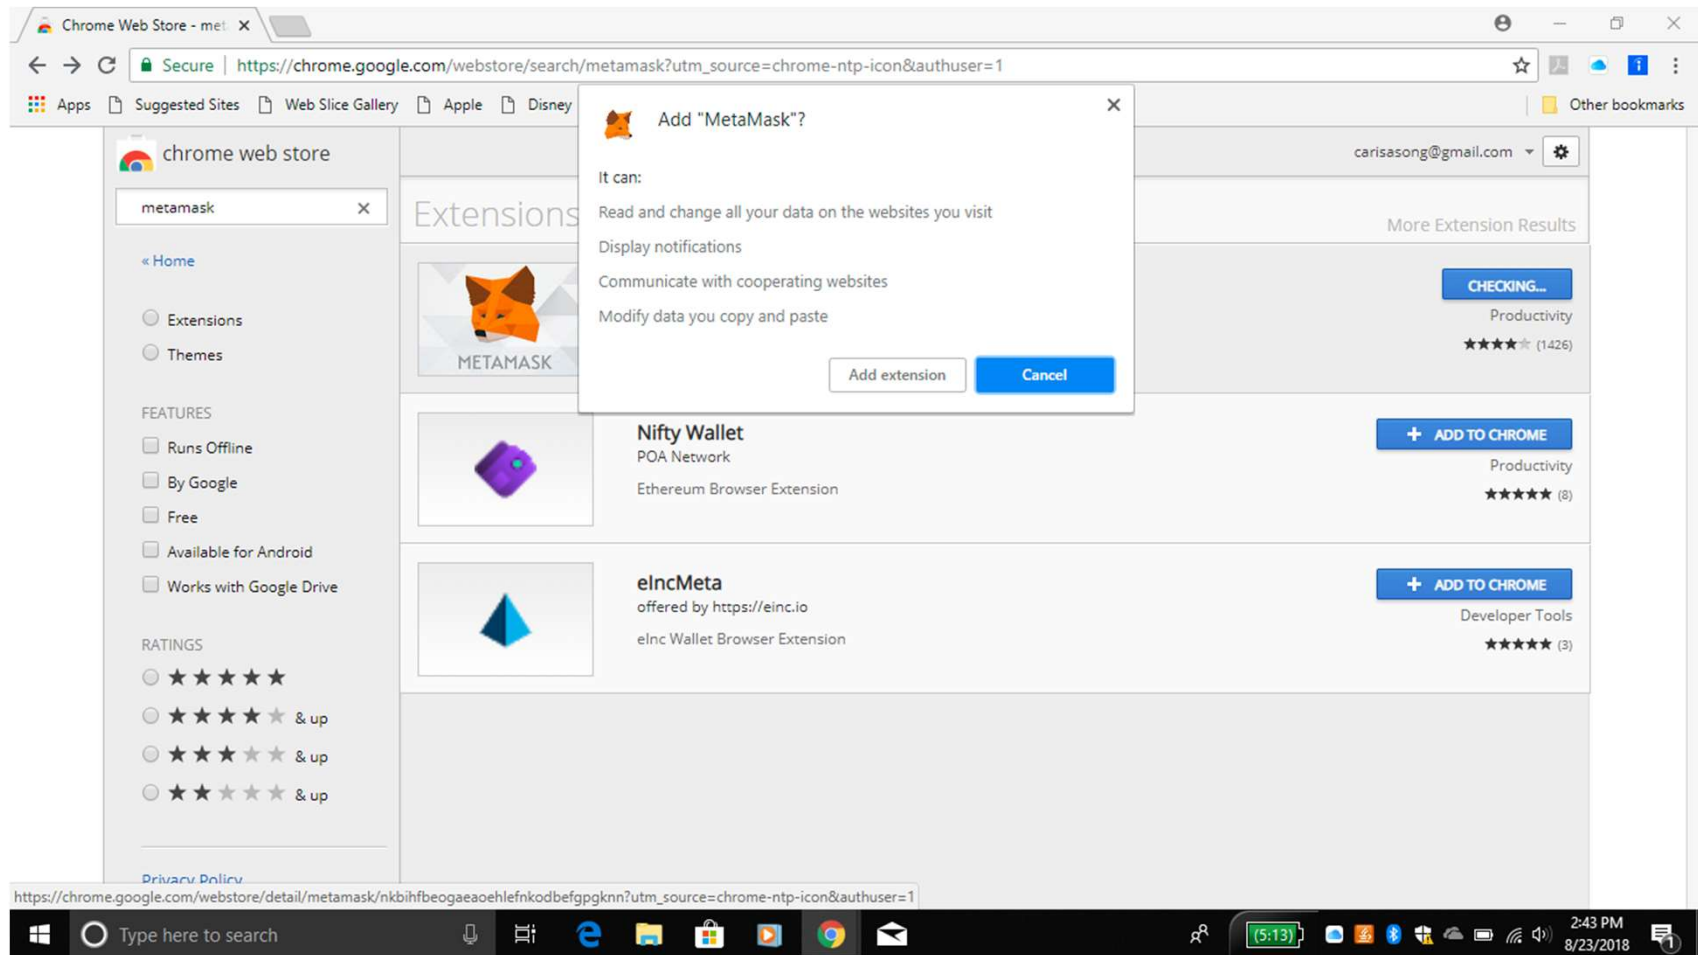 Chrome Web Store - met
Secure | https://chrome.google.com/webstore/search/metamask?utm_source=chrome-ntp-icon&authuser=1
Apps Suggested Sites Web Slice Gallery Apple Disney Other bookmarks
Add "MetaMask"?
It can:
Read and change all your data on the websites you visit
Display notifications
Communicate with cooperating websites
Modify data you copy and paste
Add extension Cancel
chrome web store
carisasong@gmail.com
metamask
Extensions
More Extension Results
« Home
Extensions
Themes
FEATURES
Runs Offline
By Google
Free
Available for Android
Works with Google Drive
RATINGS
& up
& up
& up
Privacy Policy
METAMASK
CHECKING...
Productivity
(1426)
Nifty Wallet
POA Network
Ethereum Browser Extension
+ ADD TO CHROME
Productivity
(8)
eIncMeta
offered by https://einc.io
eInc Wallet Browser Extension
+ ADD TO CHROME
Developer Tools
(3)
https://chrome.google.com/webstore/detail/metamask/nkbihfbeogaeaoehlefnkodbefgpgknn?utm_source=chrome-ntp-icon&authuser=1
Type here to search
(5:13)
2:43 PM
8/23/2018
1